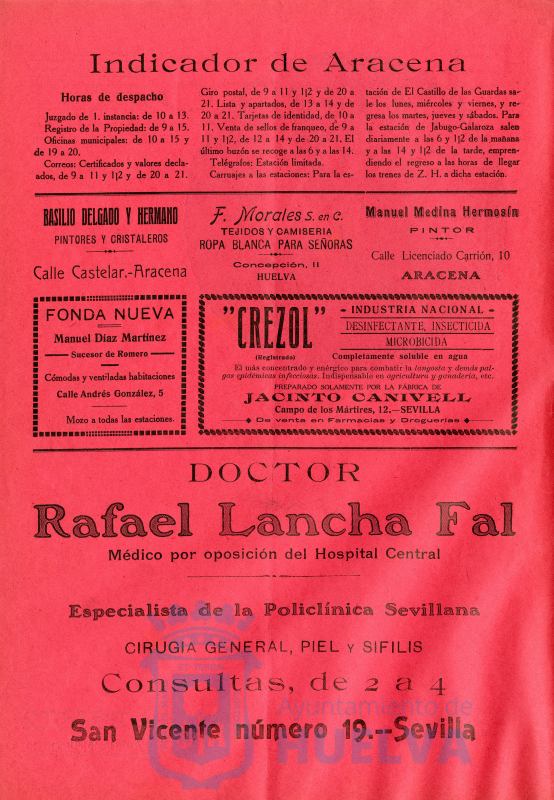 Indicador de Aracena
Horas de despacho
Juzgado de 1. instancia: de 10 a 13.
Registro de la Propiedad: de 9 a 15.
Oficinas municipales: de 10 a 15 y
de 19 a 20.
Correos: Certificados y valores decla-
ados, de 9 a 11 y 1|2 y de 20 a 21.
Giro postal, de 9 a 11 y 1|2 y de 20 a
21. Lista y apartados, de 13 a 14 y de
20 a 21. Tarjetas de identidad, de 10 a
11. Venta de sellos de franqueo, de 9 a
11 y 1|2, de 12 a 14 y de 20 a 21. El
último buzón se recoge a las 6 y a las 14.
Telégrafos: Estación limitada.
Carruajes a las estaciones: Para la es-
tación de El Castillo de las Guardas sa-
le los lunes, miércoles y viernes, y re-
gresa los martes, jueves y sábados. Para
la estación de Jabugo-Galaroza salen
diariamente a las 6 y 1|2 de la mañana
y a las 14 y 1|2 de la tarde, empren-
diendo el regreso a las horas de llegar
los trenes de Z. H. a dicha estación.
BASILIO DELGADO Y HERMANO
PINTORES Y CRISTALEROS
Calle Castelar.-Aracena
F. Morales S. en C.
TEJIDOS Y CAMISERIA
ROPA BLANCA PARA SEÑORAS
Concepción, 11
HUELVA
Manuel Medina Hermosín
PINTOR
Calle Licenciado Carrión, 10
ARACENA
FONDA NUEVA
Manuel Díaz Martínez
Sucesor de Romero
Cómodas y ventiladas habitaciones
Calle Andrés González, 5
Mozo a todas las estaciones.
"CREZOL"
(Registrado)
- INDUSTRIA NACIONAL -
DESINFECTANTE, INSECTICIDA
MICROBICIDA
Completamente soluble en agua
El más concentrado y enérgico para combatir la langosta y demás pal-
gas epidémicas infecciosas. Indispensable en agricultura y ganadería, etc.
PREPARADO SOLAMENTE POR LA FÁBRICA DE
JACINTO CANIVELL
Campo de los Mártires, 12.—SEVILLA
De venta en Farmacias y Droguerías
DOCTOR
Rafael Lancha Fal
Médico por oposición del Hospital Central
Especialista de la Policlínica Sevillana
CIRUGIA GENERAL, PIEL Y SIFILIS
Consultas, de 2 a 4
San Vicente número 19.--Sevilla
Ayuntamiento de
HUELVA